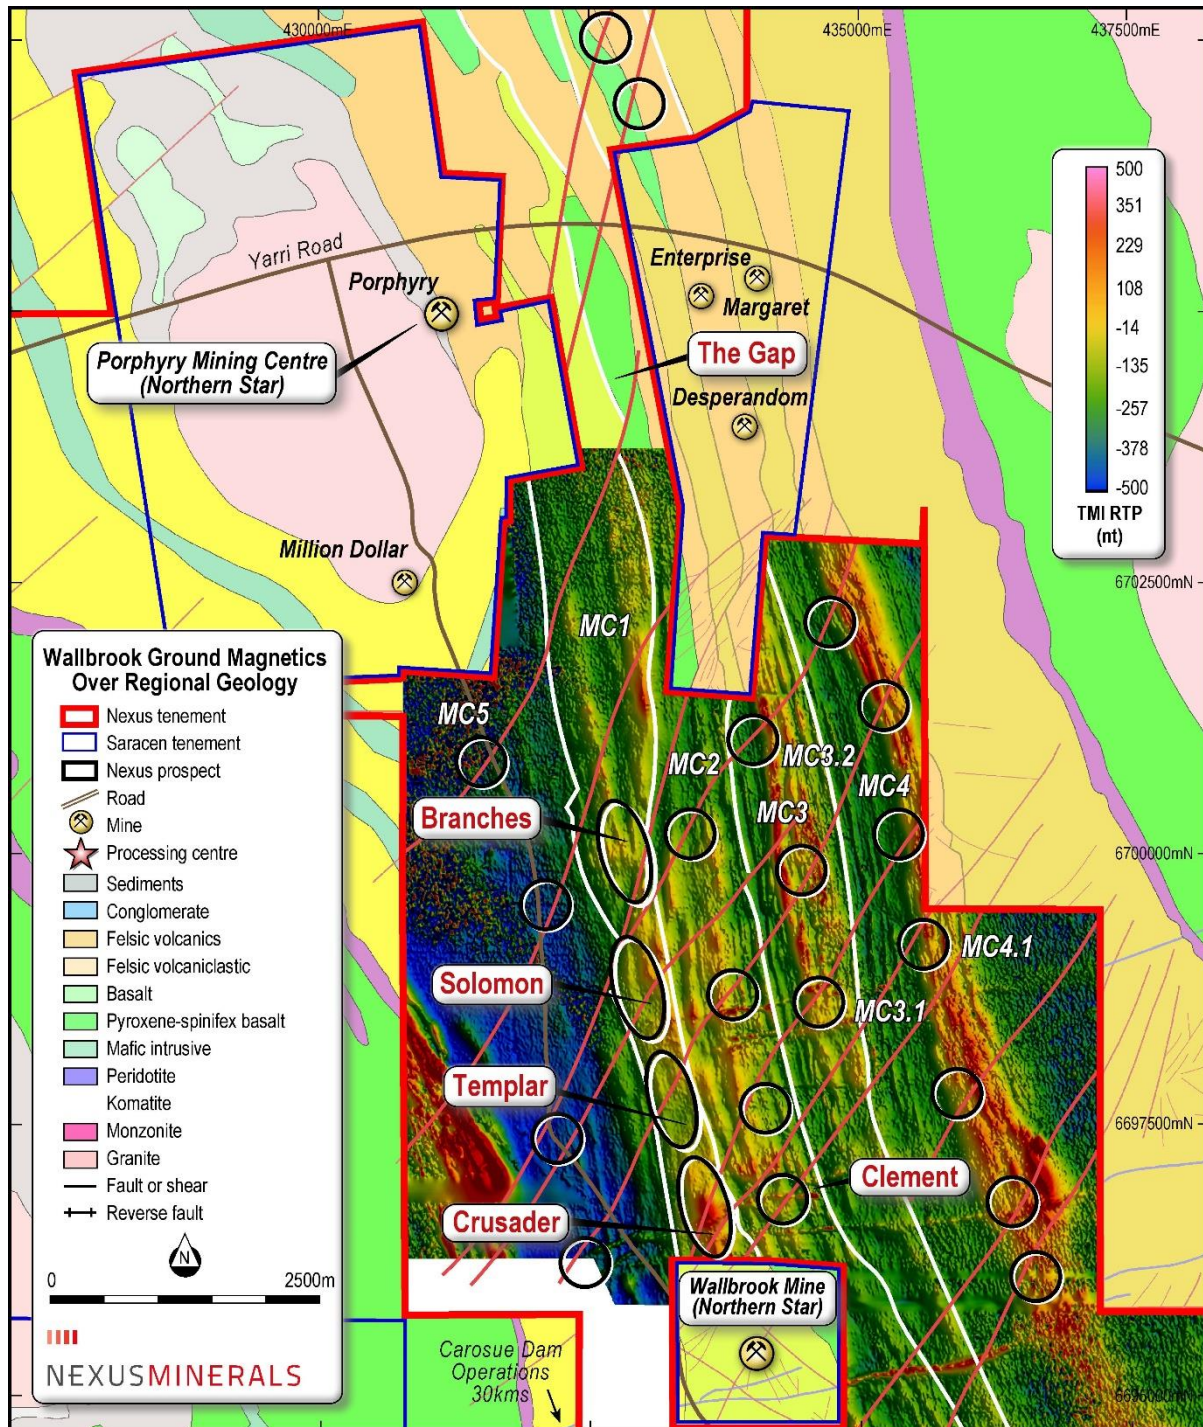 430000mE
435000mE
437500mE
500
351
229
108
-14
-135
-257
-378
-500
TMI RTP
(nt)
Yarri Road
Porphyry
Enterprise
Margaret
Porphyry Mining Centre
(Northern Star)
The Gap
Desperandom
Million Dollar
6702500mN
Wallbrook Ground Magnetics
Over Regional Geology
Nexus tenement
Saracen tenement
Nexus prospect
Road
Mine
Processing centre
Sediments
Conglomerate
Felsic volcanics
Felsic volcaniclastic
Basalt
Pyroxene-spinifex basalt
Mafic intrusive
Peridotite
Komatite
Monzonite
Granite
Fault or shear
Reverse fault
N
0
2500m
NEXUSMINERALS
MC1
MC5
MC2
MC3.2
MC3
MC4
Branches
6700000mN
MC4.1
Solomon
MC3.1
Templar
6697500mN
Clement
Crusader
Wallbrook Mine
(Northern Star)
Carosue Dam
Operations
30kms
6695000mN